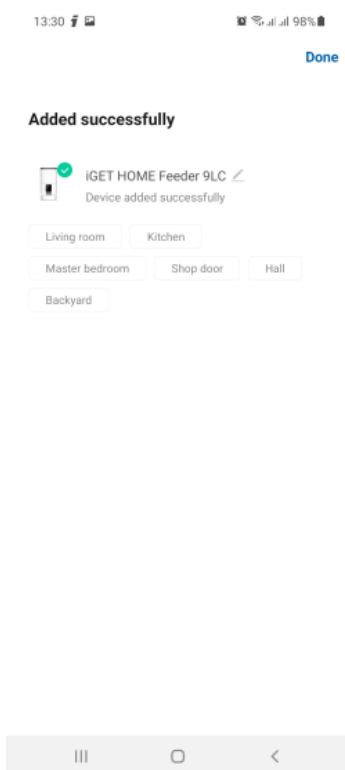 13:30 98%
Done
Added successfully
iGET HOME Feeder 9LC
Device added successfully
Living room Kitchen
Master bedroom Shop door Hall
Backyard